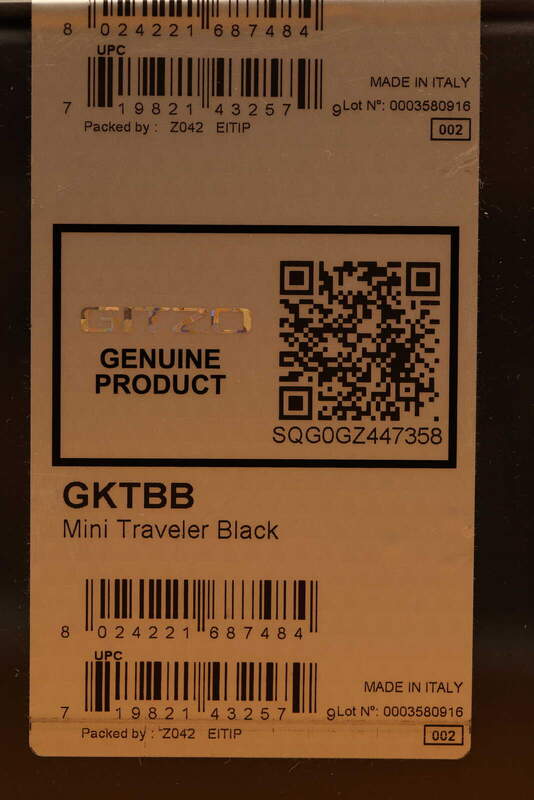 8 024221 687484
UPC
7 19821 43257 9
MADE IN ITALY
Lot Nº: 0003580916
Packed by : Z042 EITIP
002
GITZO
GENUINE
PRODUCT
SQG0GZ447358
GKTBB
Mini Traveler Black
8 024221 687484
UPC
7 19821 43257 9
MADE IN ITALY
Lot Nº: 0003580916
Packed by : Z042 EITIP
002